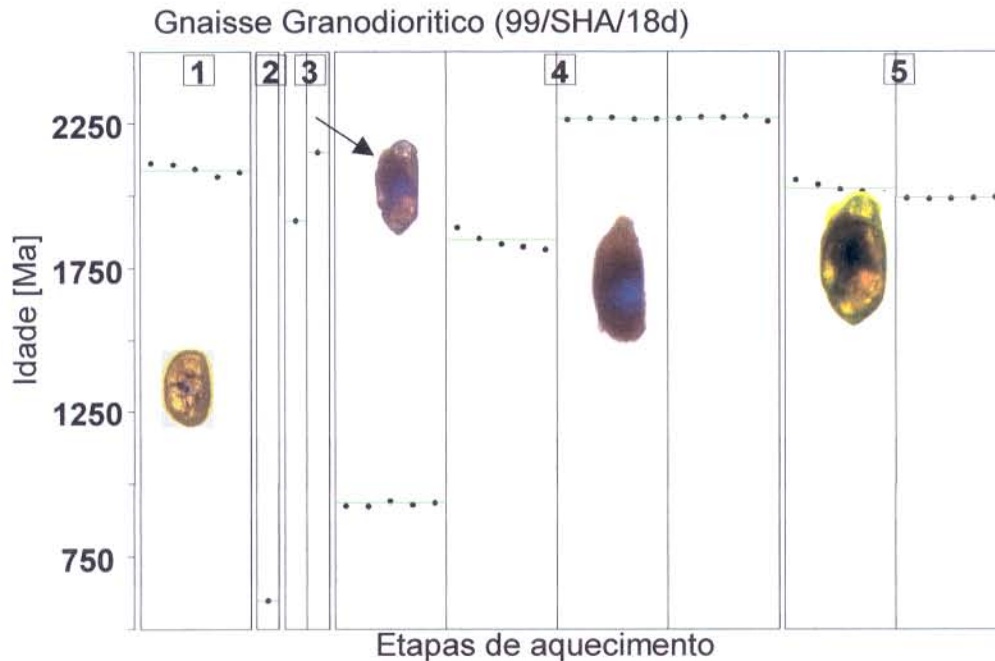 Gnaisse Granodioritico (99/SHA/18d)
1 2 3 4 5
2250
1750
1250
750
Idade [Ma]
Etapas de aquecimento